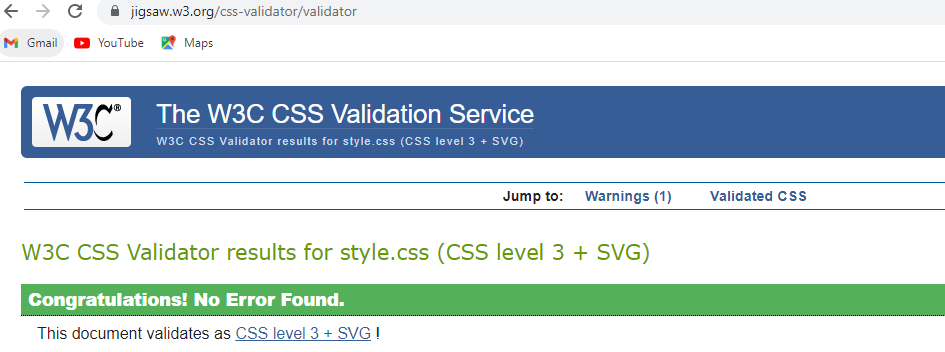 jigsaw.w3.org/css-validator/validator
Gmail YouTube Maps
W3C® The W3C CSS Validation Service
W3C CSS Validator results for style.css (CSS level 3 + SVG)
Jump to: Warnings (1) Validated CSS
W3C CSS Validator results for style.css (CSS level 3 + SVG)
Congratulations! No Error Found.
This document validates as CSS level 3 + SVG !